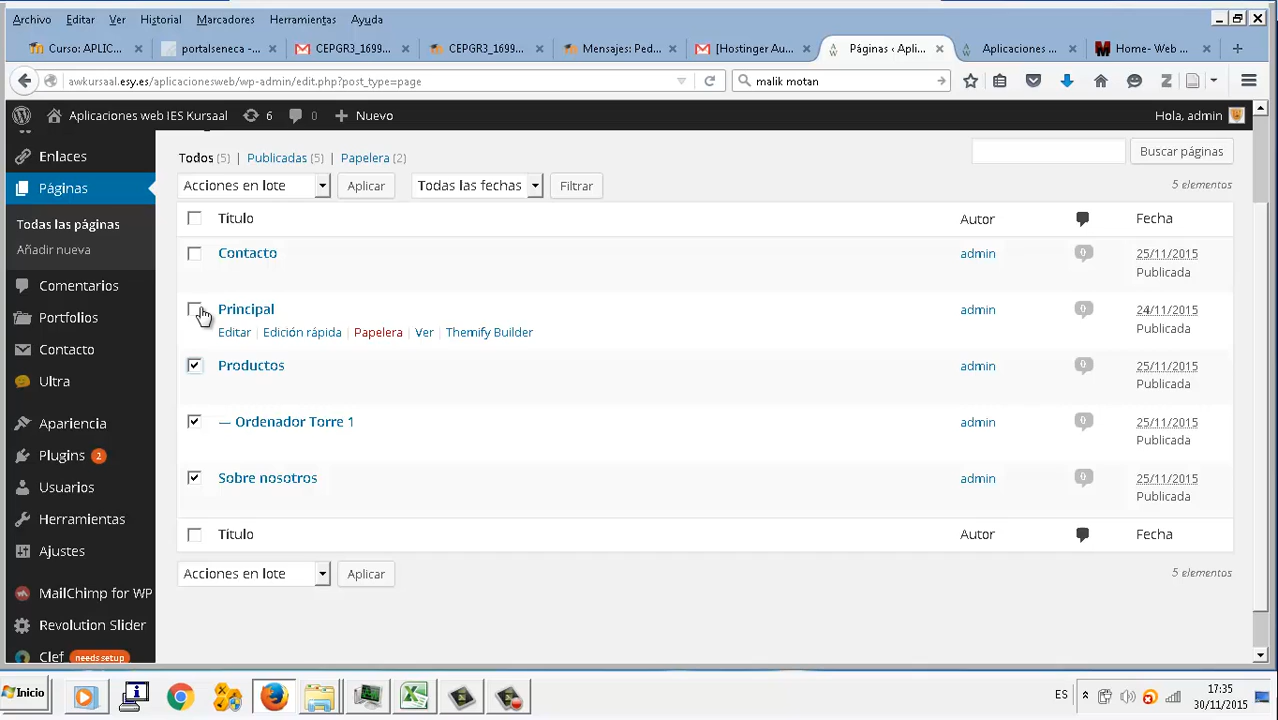 Archivo Editar Ver Historial Marcadores Herramientas Ayuda
Curso: APLIC... portalseneca -... CEPGR3_1699... CEPGR3_1699... Mensajes: Ped... [Hostinger Au... Páginas ‹ Apli... Aplicaciones ... Home- Web ...
awkursaal.esy.es/aplicacionesweb/wp-admin/edit.php?post_type=page malik motan
Aplicaciones web IES Kursaal 6 0 Nuevo Hola, admin
Enlaces
Páginas
Todas las páginas
Añadir nueva
Comentarios
Portfolios
Contacto
Ultra
Apariencia
Plugins 2
Usuarios
Herramientas
Ajustes
MailChimp for WP
Revolution Slider
Clef needs setup
Todos (5) | Publicadas (5) | Papelera (2)
Buscar páginas
Acciones en lote Aplicar Todas las fechas Filtrar 5 elementos
Título Autor Fecha
Contacto admin 0 25/11/2015
Publicada
Principal admin 0 24/11/2015
Editar | Edición rápida | Papelera | Ver | Themify Builder Publicada
Productos admin 0 25/11/2015
Publicada
— Ordenador Torre 1 admin 0 25/11/2015
Publicada
Sobre nosotros admin 0 25/11/2015
Publicada
Título Autor Fecha
Acciones en lote Aplicar 5 elementos
Inicio ES 17:35
30/11/2015